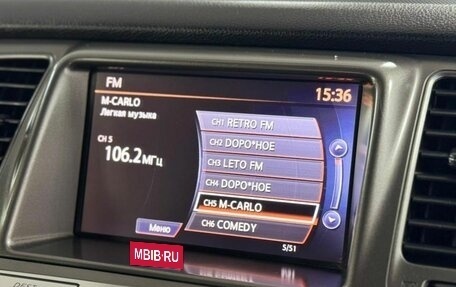 FM
15:36
M-CARLO
Легкая музыка
CH 5
106.2МГц
CH1 RETRO FM
CH2 DOPO*HOE
CH3 LETO FM
CH4 DOPO*HOE
CH5 M-CARLO
CH6 COMEDY
Меню
5/51
MBIB.RU
DEST